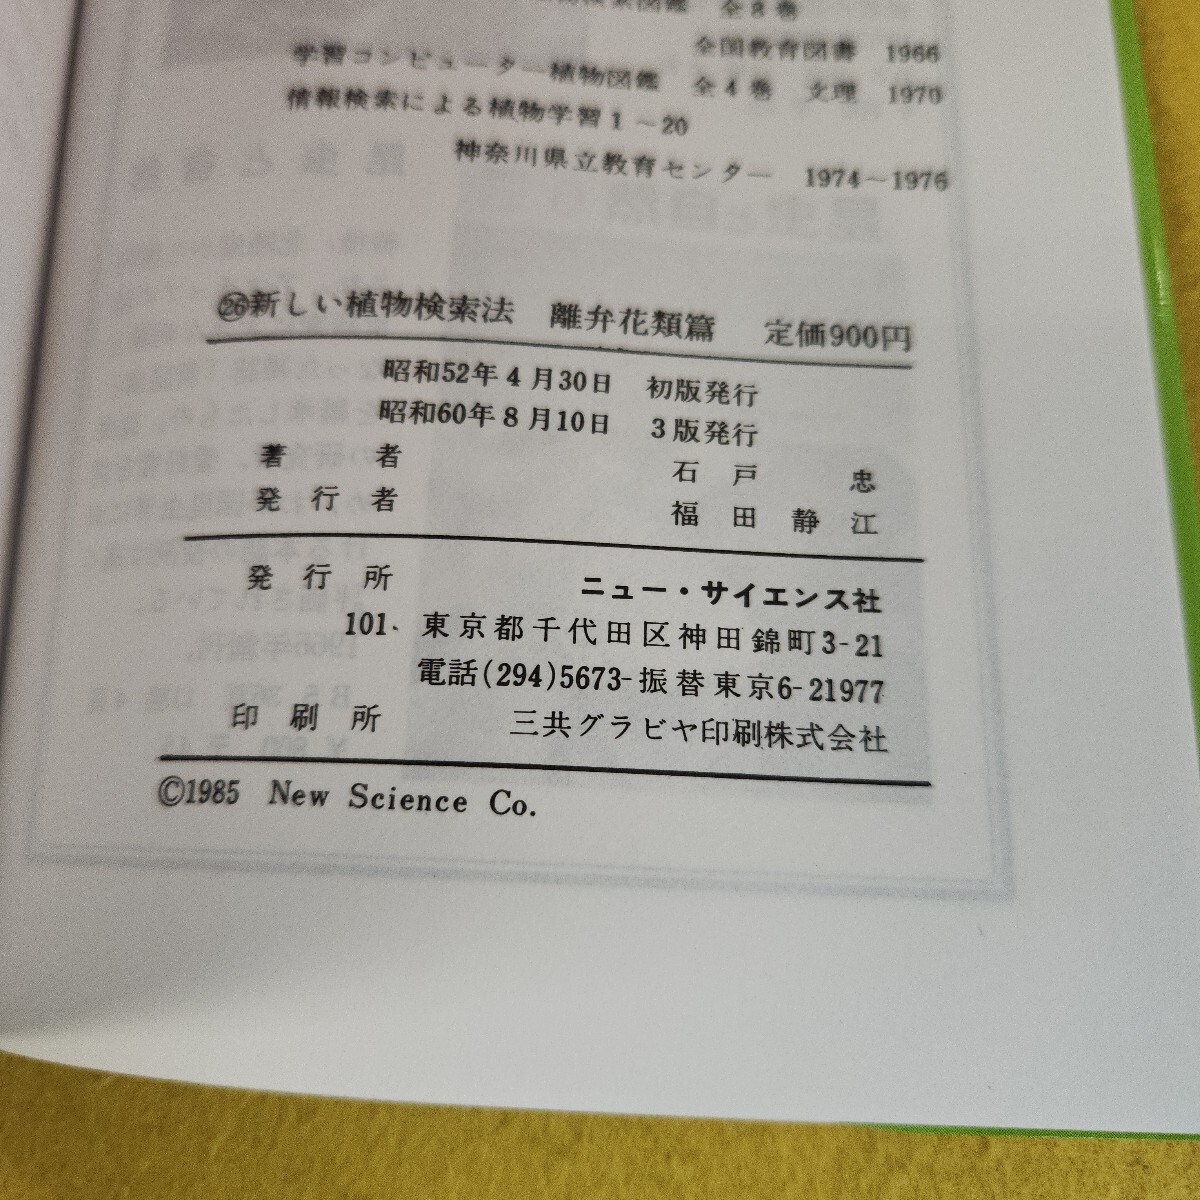 植物検索図鑑 全8巻
全国教育図書 1966
学習コンピューター植物図鑑 全4巻 文理 1970
情報検索による植物学習1～20
神奈川県立教育センター 1974～1976
㉖新しい植物検索法 離弁花類篇 定価900円
昭和52年4月30日 初版発行
昭和60年8月10日 3版発行
著者 石戸忠
発行者 福田静江
発行所 ニュー・サイエンス社
101、東京都千代田区神田錦町3-21
電話(294)5673-振替東京6-21977
印刷所 三共グラビヤ印刷株式会社
©1985 New Science Co.